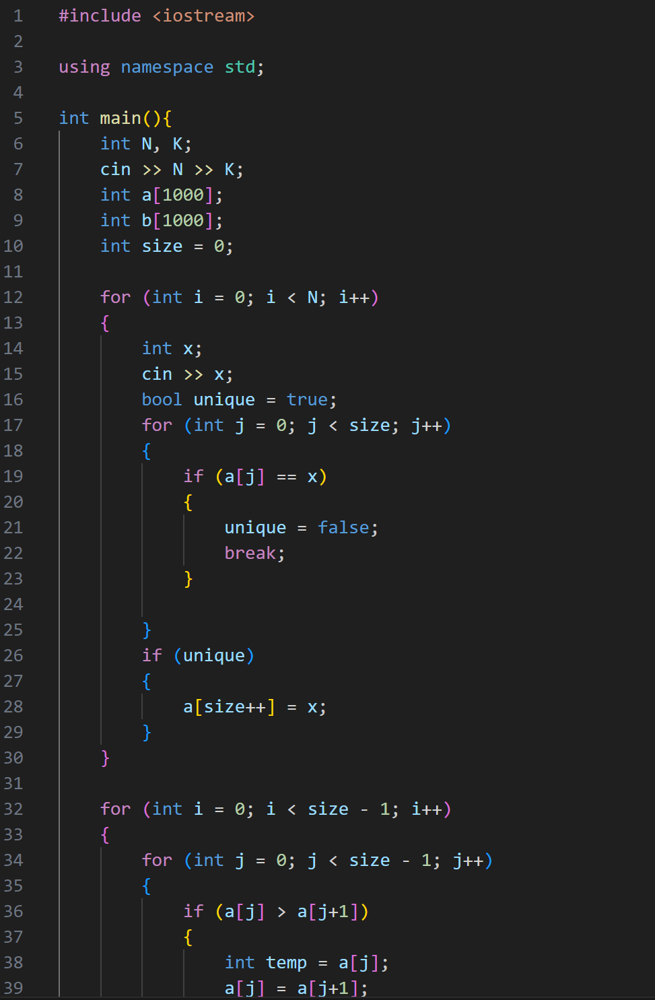 1 #include <iostream>
2
3 using namespace std;
4
5 int main(){
6     int N, K;
7     cin >> N >> K;
8     int a[1000];
9     int b[1000];
10     int size = 0;
11
12     for (int i = 0; i < N; i++)
13     {
14         int x;
15         cin >> x;
16         bool unique = true;
17         for (int j = 0; j < size; j++)
18         {
19             if (a[j] == x)
20             {
21                 unique = false;
22                 break;
23             }
24
25         }
26         if (unique)
27         {
28             a[size++] = x;
29         }
30     }
31
32     for (int i = 0; i < size - 1; i++)
33     {
34         for (int j = 0; j < size - 1; j++)
35         {
36             if (a[j] > a[j+1])
37             {
38                 int temp = a[j];
39                 a[j] = a[j+1];